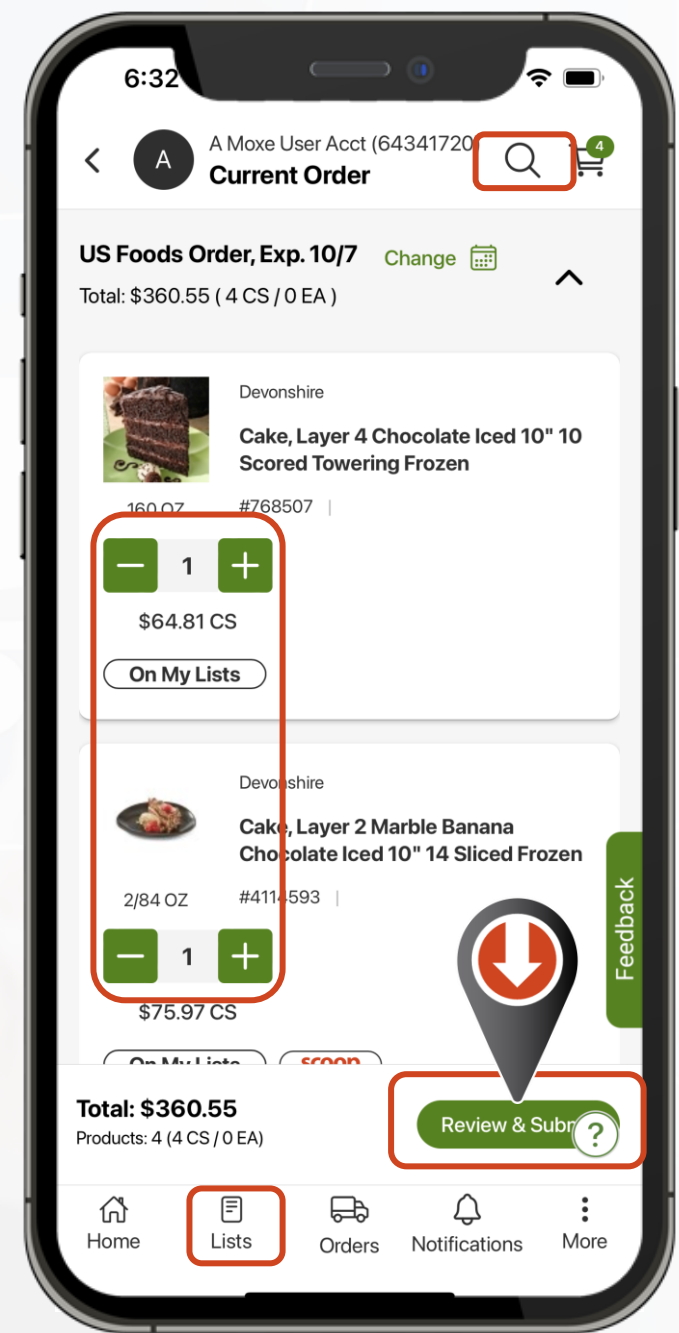 6:32
A
A Moxe User Acct (64341720)
Current Order
4
US Foods Order, Exp. 10/7
Change
Total: $360.55 ( 4 CS / 0 EA )
Devonshire
Cake, Layer 4 Chocolate Iced 10" 10
Scored Towering Frozen
160 OZ
#768507 |
1
$64.81 CS
On My Lists
Devonshire
Cake, Layer 2 Marble Banana
Chocolate Iced 10" 14 Sliced Frozen
2/84 OZ
#4114593 |
1
$75.97 CS
On My Lists
scoop
Feedback
Total: $360.55
Products: 4 (4 CS / 0 EA)
Review &
?
Home
Lists
Orders
Notifications
More